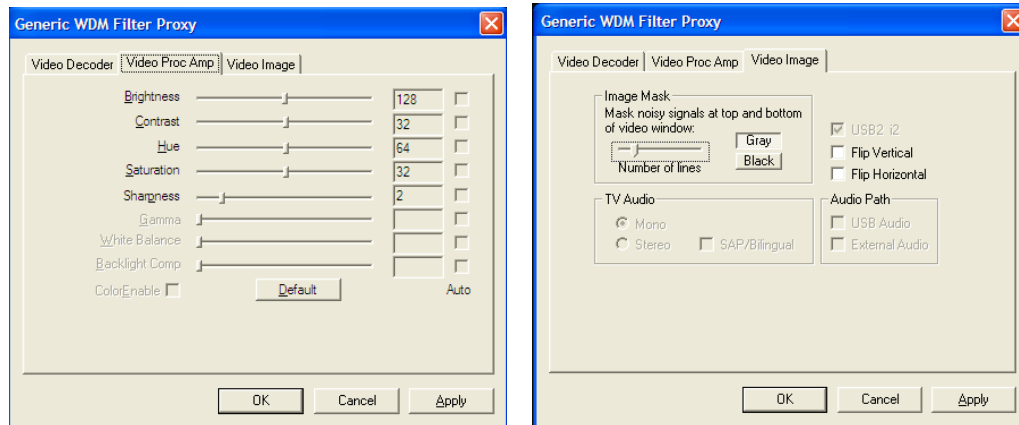 Generic WDM Filter Proxy
Video Decoder Video Proc Amp Video Image
Brightness 128
Contrast 32
Hue 64
Saturation 32
Sharpness 2
Gamma
White Balance
Backlight Comp
ColorEnable Default Auto
OK Cancel Apply
Generic WDM Filter Proxy
Video Decoder Video Proc Amp Video Image
Image Mask
Mask noisy signals at top and bottom
of video window:
Gray
Black
Number of lines
USB2 i2
Flip Vertical
Flip Horizontal
TV Audio
Mono
Stereo SAP/Bilingual
Audio Path
USB Audio
External Audio
OK Cancel Apply